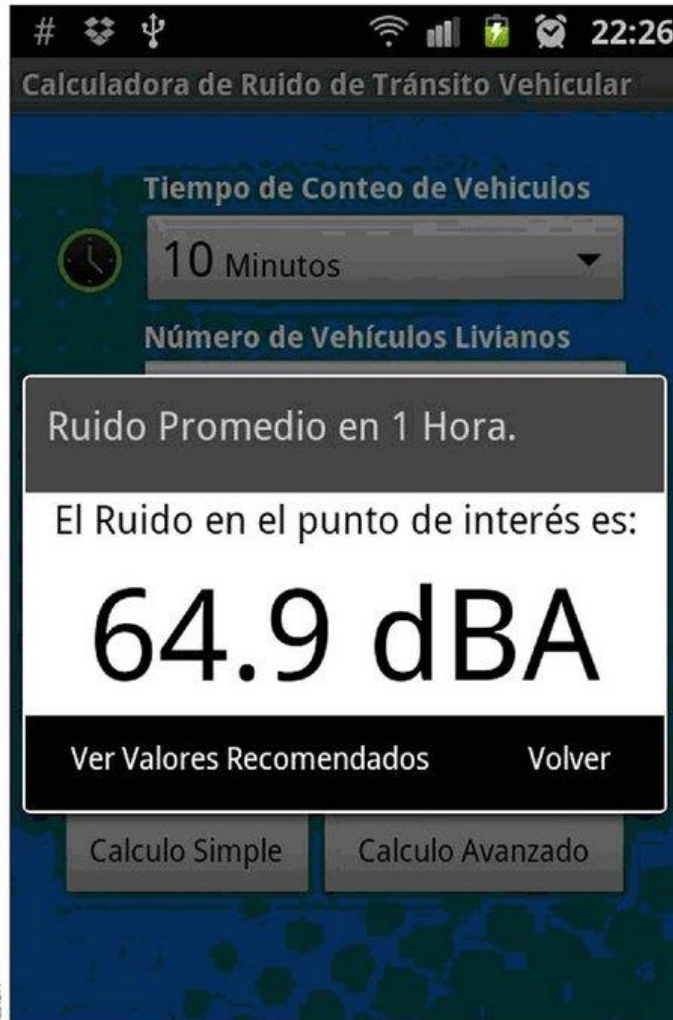 # 22:26
Calculadora de Ruido de Tránsito Vehicular
Tiempo de Conteo de Vehiculos
10 Minutos
Número de Vehículos Livianos
Ruido Promedio en 1 Hora.
El Ruido en el punto de interés es:
64.9 dBA
Ver Valores Recomendados Volver
Calculo Simple Calculo Avanzado